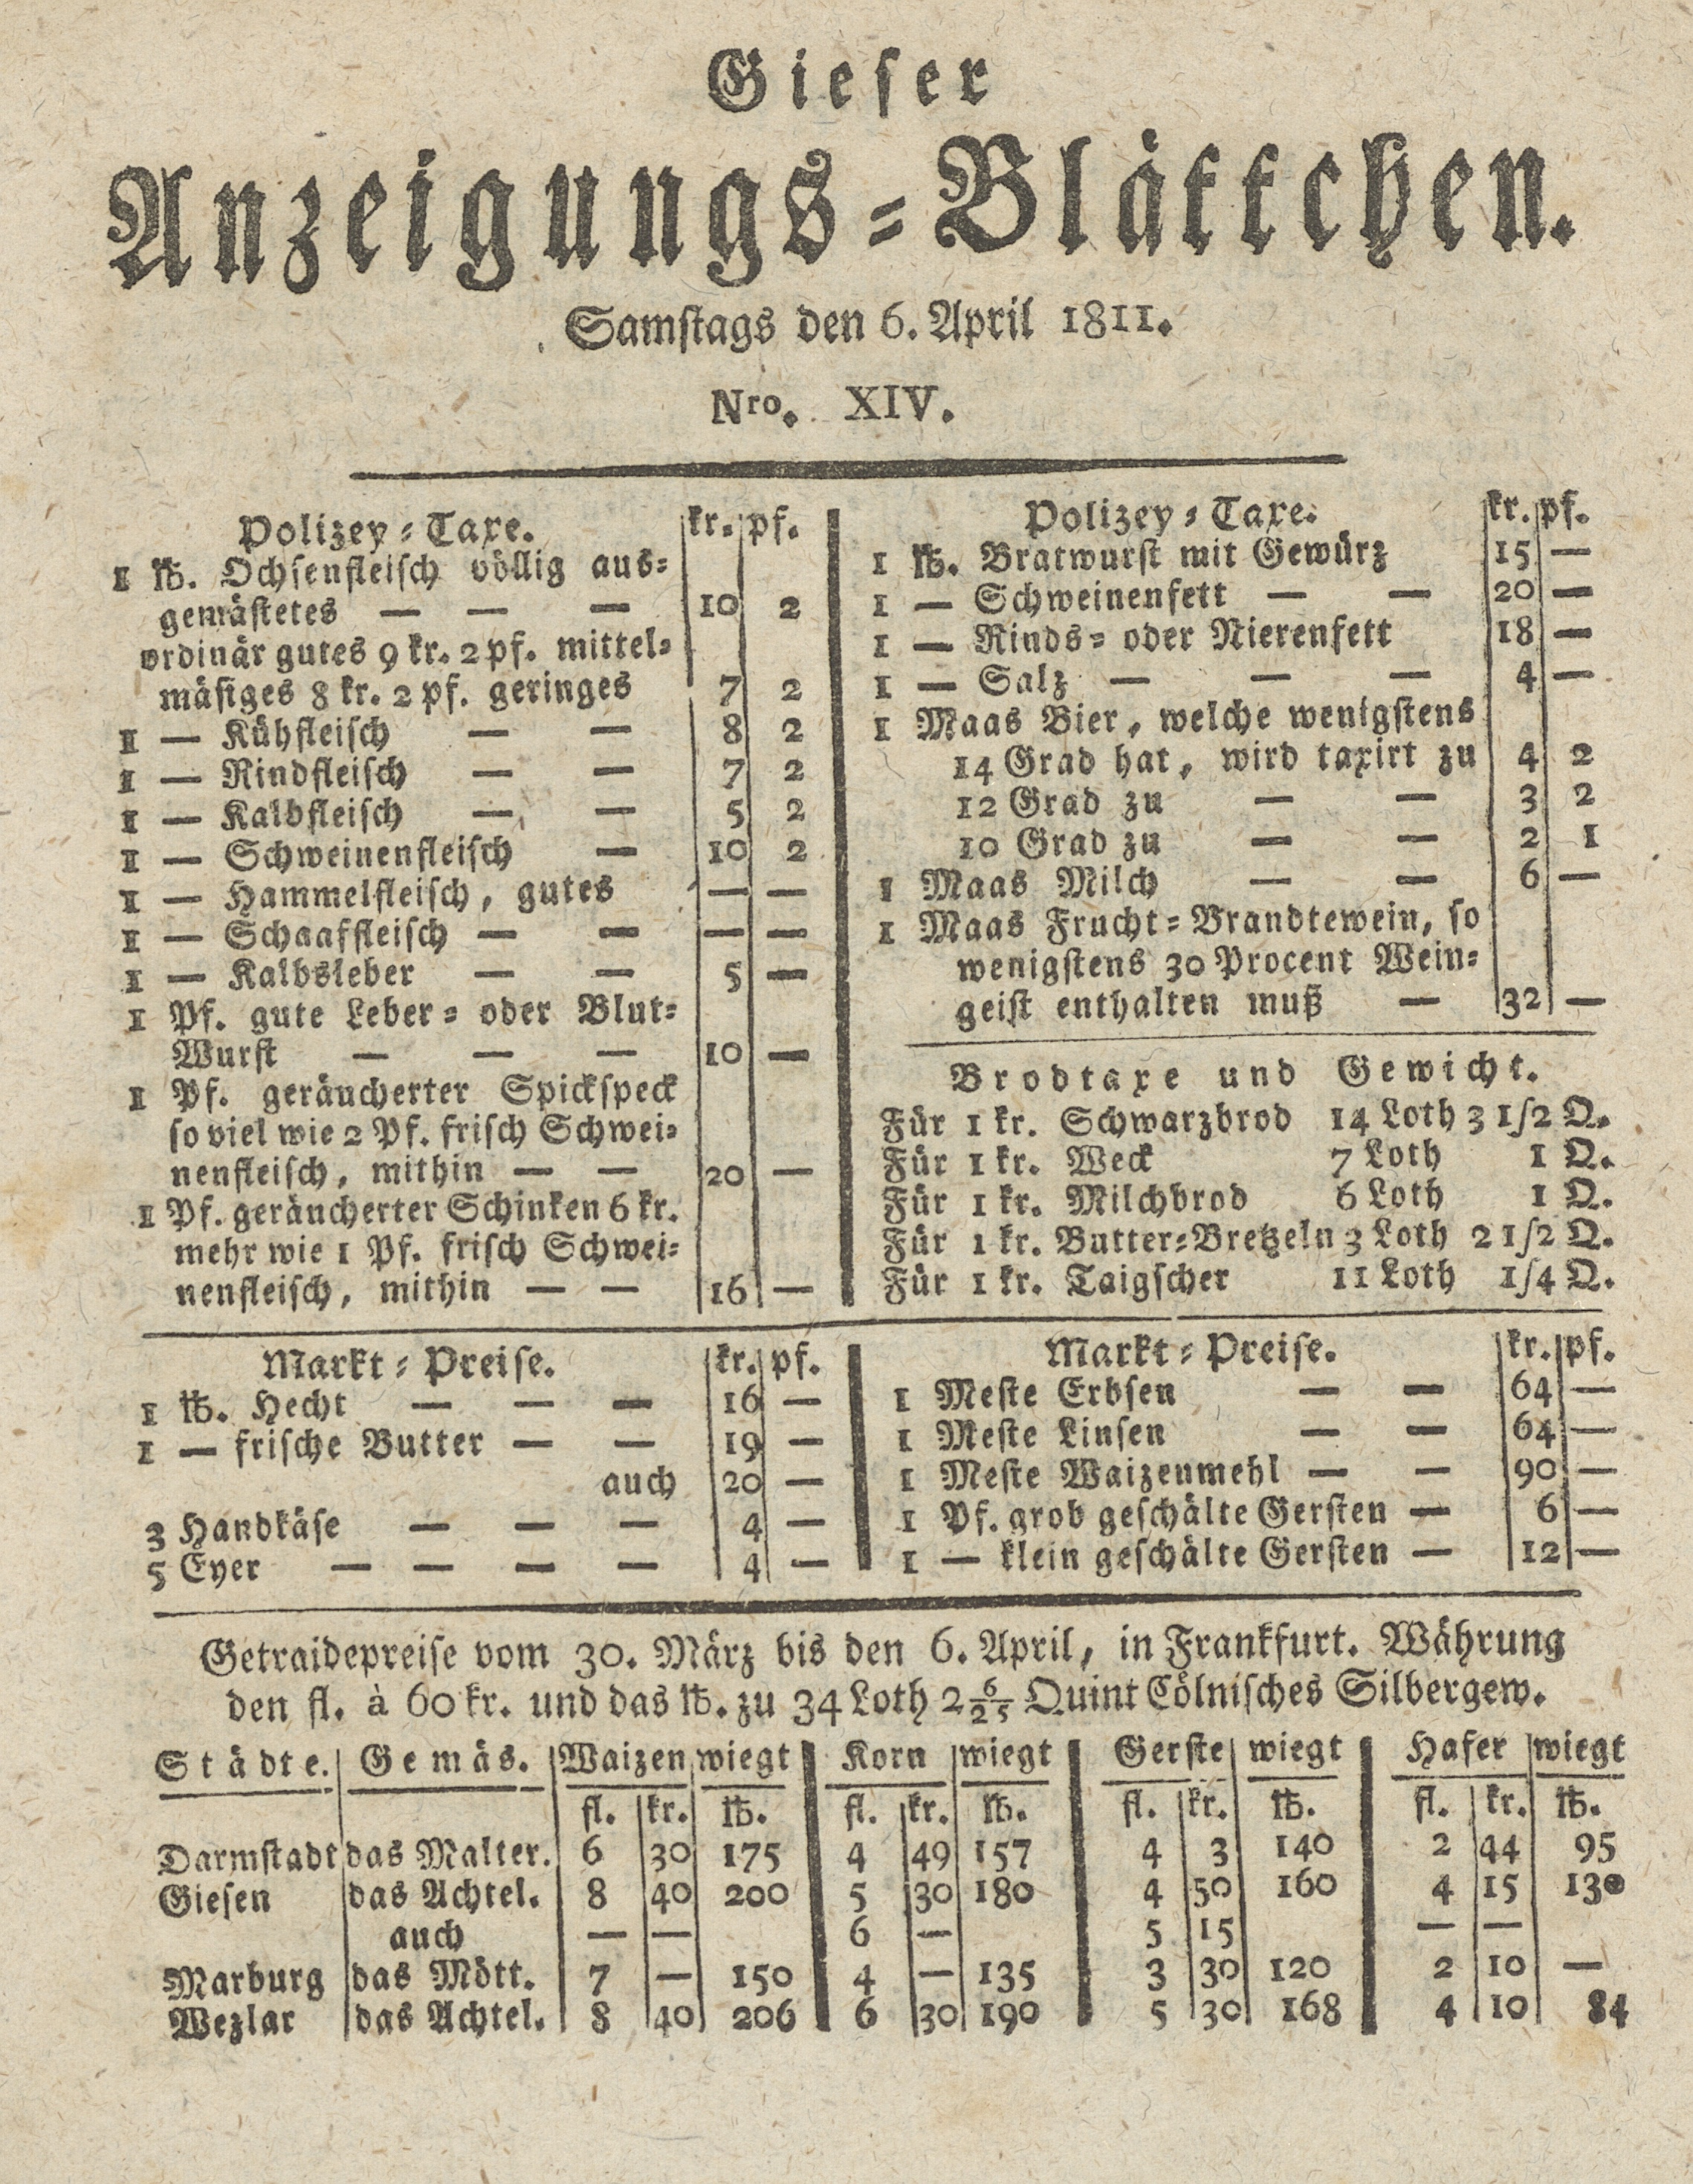 Gieser
Anzeigungs-Blättchen.
Samstags den 6. April 1811.
Nro. XIV.
Polizey-Taxe. kr. pf.
1 ℔. Ochsenfleisch völlig aus-
gemästetes — — — 10 2
ordinär gutes 9 kr. 2 pf. mittel-
mäsiges 8 kr. 2 pf. geringes 7 2
1 — Kühfleisch — — 8 2
1 — Rindfleisch — — 7 2
1 — Kalbfleisch — — 5 2
1 — Schweinenfleisch — 10 2
1 — Hammelfleisch, gutes — —
1 — Schaaffleisch — — — —
1 — Kalbsleber — — 5 —
1 Pf. gute Leber- oder Blut-
Wurst — — — 10 —
1 Pf. geräucherter Spickspeck
so viel wie 2 Pf. frisch Schwei-
nenfleisch, mithin — — 20 —
1 Pf. geräucherter Schinken 6 kr.
mehr wie 1 Pf. frisch Schwei-
nenfleisch, mithin — — 16 —
Polizey-Taxe. kr. pf.
1 ℔. Bratwurst mit Gewürz 15 —
1 — Schweinenfett — — 20 —
1 — Rinds- oder Nierenfett 18 —
1 — Salz — — — 4 —
1 Maas Bier, welche wenigstens
14 Grad hat, wird taxirt zu 4 2
12 Grad zu — — 3 2
10 Grad zu — — 2 1
1 Maas Milch — — 6 —
1 Maas Frucht-Brandtewein, so
wenigstens 30 Procent Wein-
geist enthalten muß — 32 —
Brodtaxe und Gewicht.
Für 1 kr. Schwarzbrod 14 Loth 3 1/2 Q.
Für 1 kr. Weck 7 Loth 1 Q.
Für 1 kr. Milchbrod 6 Loth 1 Q.
Für 1 kr. Butter-Bretzeln 3 Loth 2 1/2 Q.
Für 1 kr. Taigscher 11 Loth 1/4 Q.
Markt-Preise. kr. pf.
1 ℔. Hecht — — — 16 —
1 — frische Butter — — 19 —
auch 20 —
3 Handkäse — — — 4 —
5 Eyer — — — — 4 —
Markt-Preise. kr. pf.
1 Meste Erbsen — — 64 —
1 Meste Linsen — — 64 —
1 Meste Waizenmehl — — 90 —
1 Pf. grob geschälte Gersten — 6 —
1 — klein geschälte Gersten — 12 —
Getraidepreise vom 30. März bis den 6. April, in Frankfurt. Währung
den fl. à 60 kr. und das ℔. zu 34 Loth 2 6/25 Quint Cölnisches Silbergew.
Städte. Gemäs. Waizen wiegt Korn wiegt Gerste wiegt Hafer wiegt
fl. kr. ℔. fl. kr. ℔. fl. kr. ℔. fl. kr. ℔.
Darmstadt das Malter. 6 30 175 4 49 157 4 3 140 2 44 95
Giesen das Achtel. 8 40 200 5 30 180 4 50 160 4 15 130
auch — — 6 — 5 15 — —
Marburg das Mött. 7 — 150 4 — 135 3 30 120 2 10 —
Wezlar das Achtel. 8 40 206 6 30 190 5 30 168 4 10 84